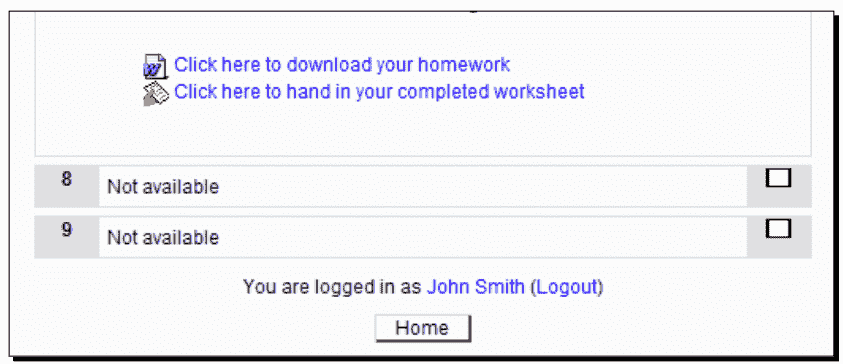 Click here to download your homework
Click here to hand in your completed worksheet
8 Not available
9 Not available
You are logged in as John Smith (Logout)
Home